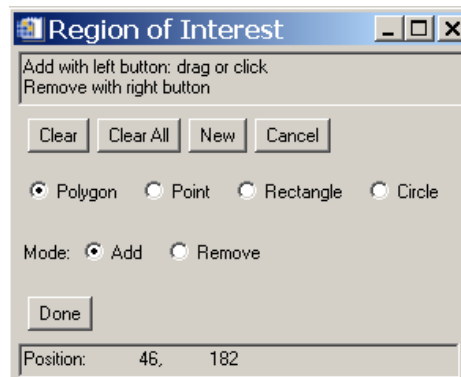 Region of Interest
Add with left button: drag or click
Remove with right button
Clear Clear All New Cancel
Polygon Point Rectangle Circle
Mode: Add Remove
Done
Position: 46, 182